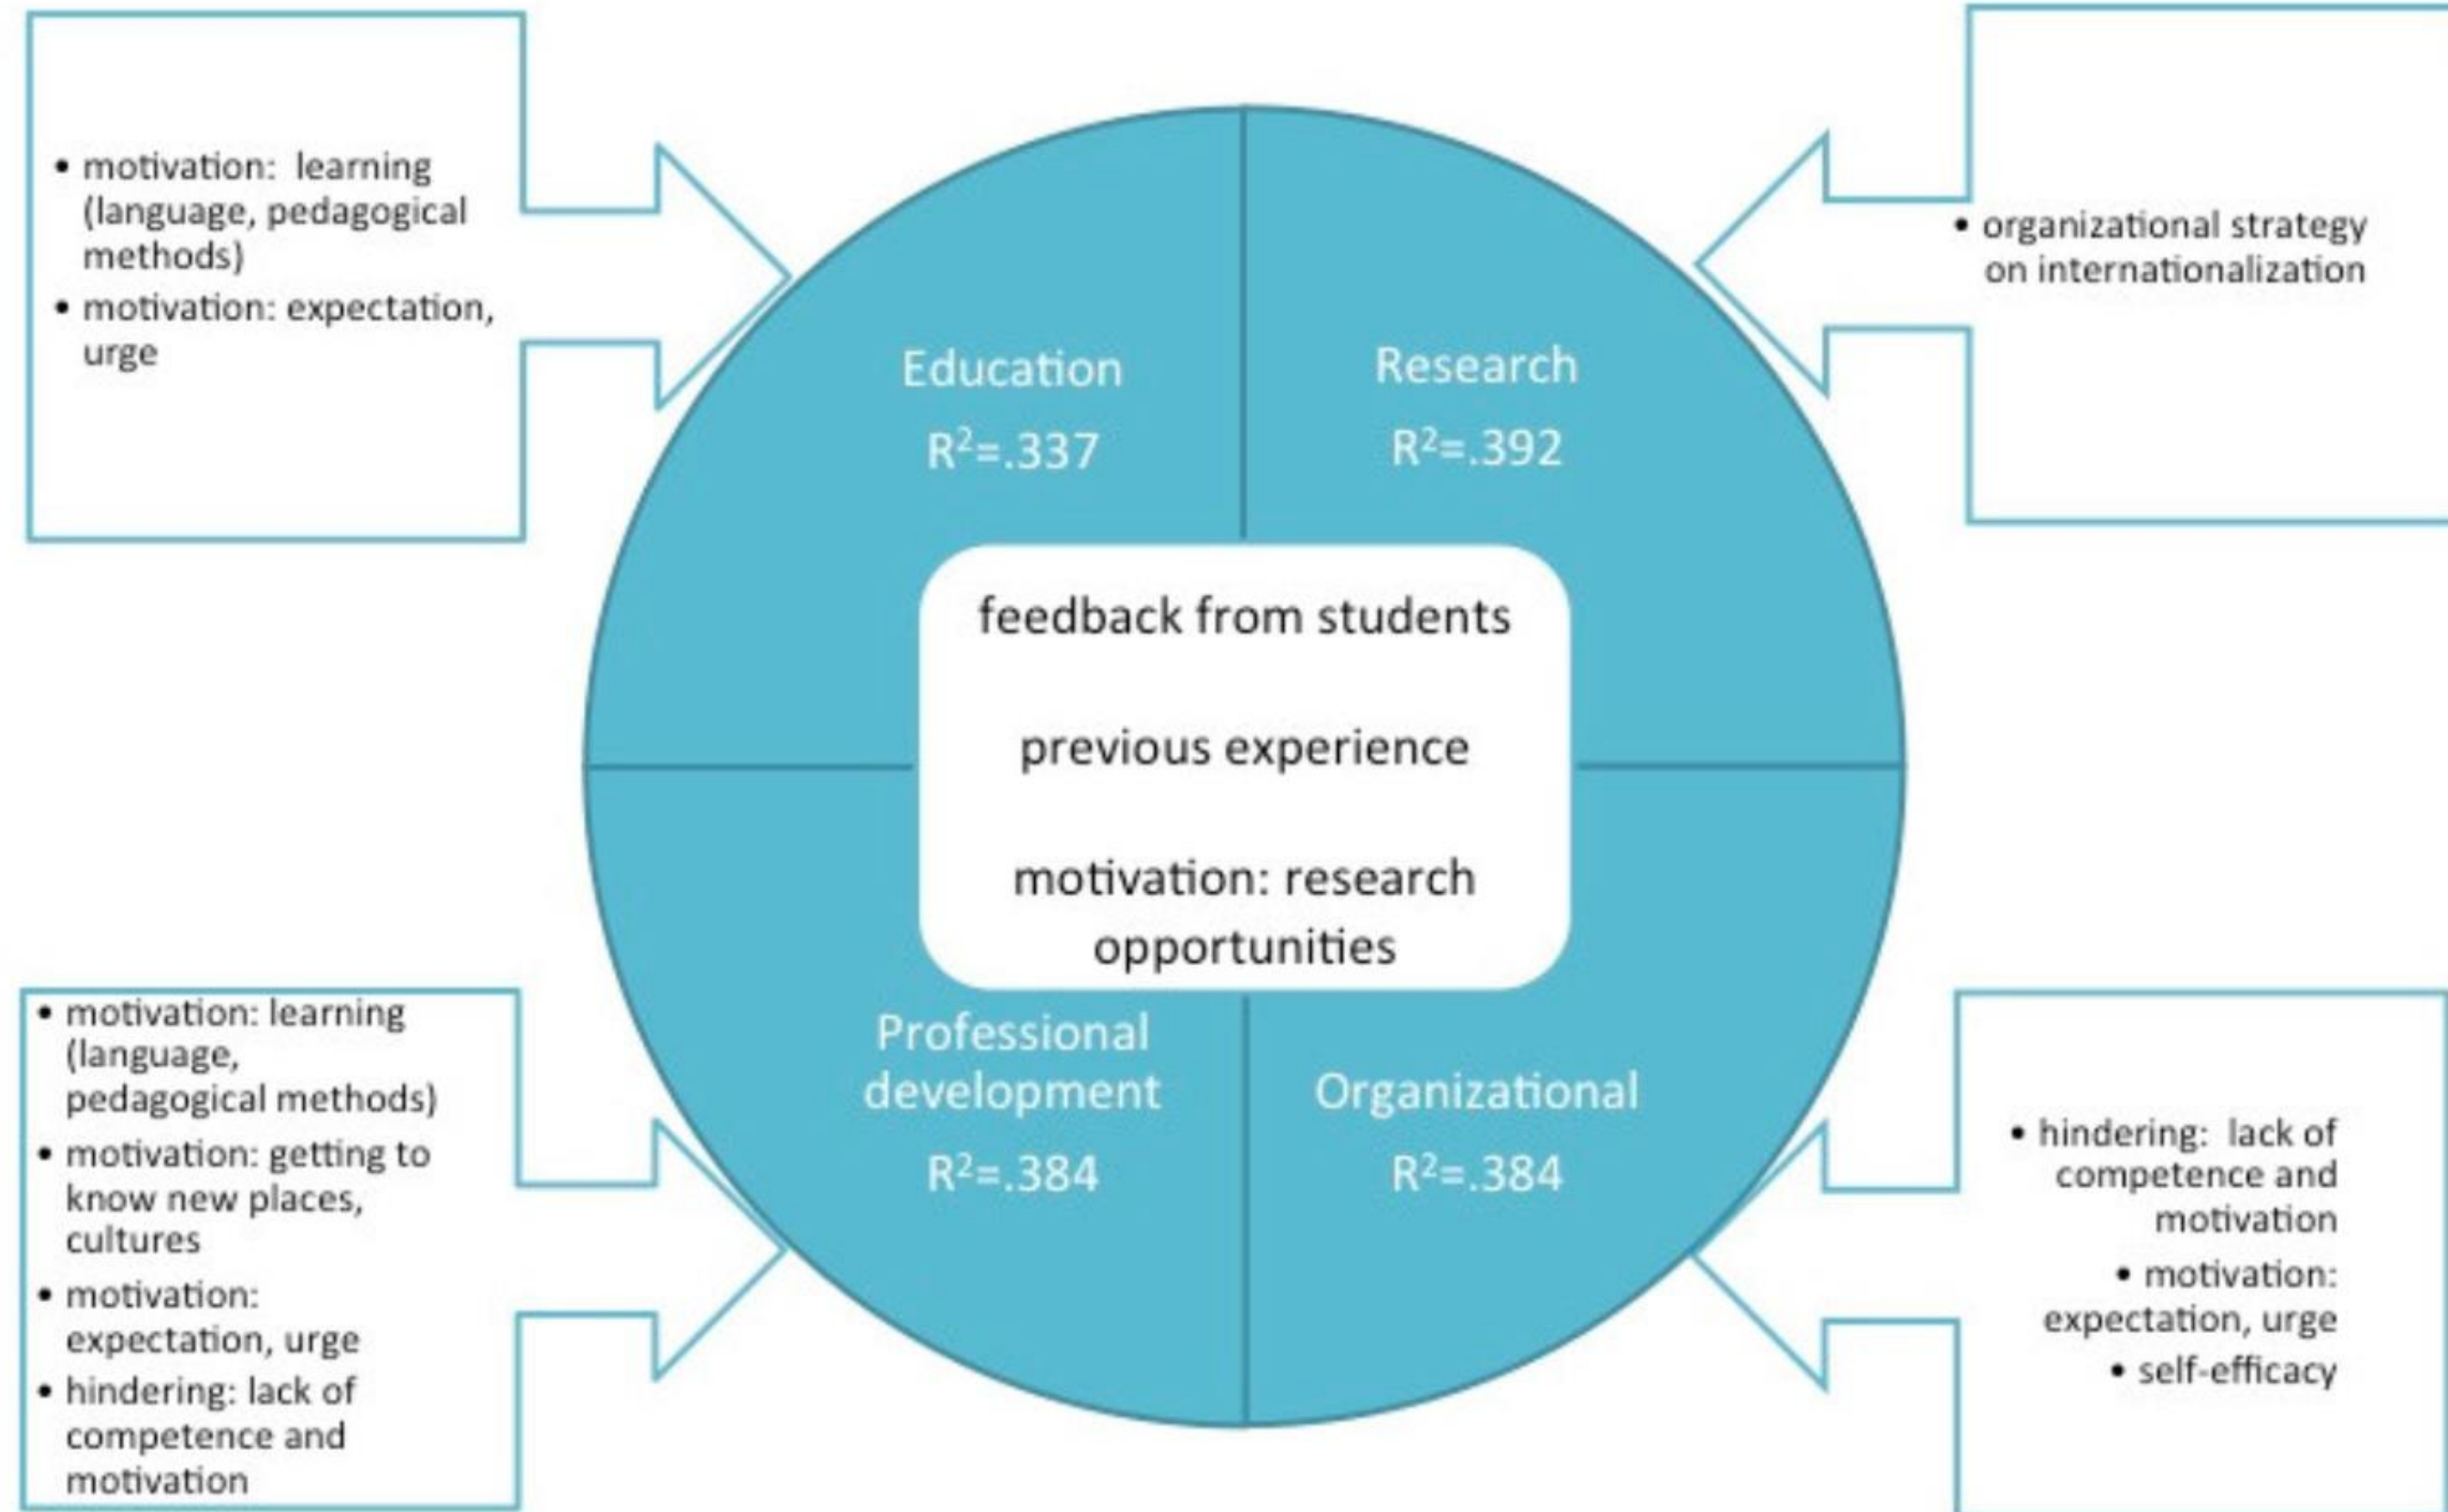 • motivation:  learning
(language, pedagogical
methods)
• motivation: expectation,
urge
• organizational strategy
on internationalization
Education
R²=.337
Research
R²=.392
feedback from students
previous experience
motivation: research
opportunities
Professional
development
R²=.384
Organizational
R²=.384
• motivation: learning
(language,
pedagogical methods)
• motivation: getting to
know new places,
cultures
• motivation:
expectation, urge
• hindering: lack of
competence and
motivation
• hindering:  lack of
competence and
motivation
• motivation:
expectation, urge
• self-efficacy